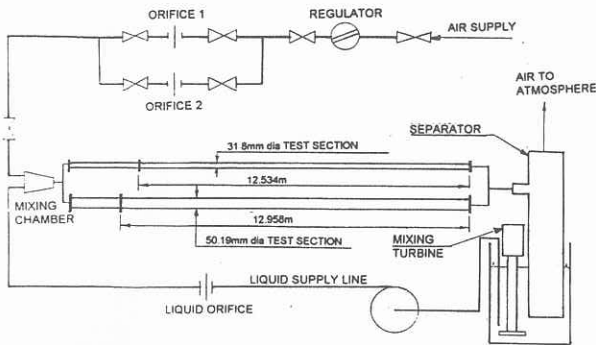 ORIFICE 1
REGULATOR
AIR SUPPLY
ORIFICE 2
AIR TO
ATMOSPHERE
SEPARATOR
31.8mm dia TEST SECTION
12.534m
MIXING
CHAMBER
12.958m
50.19mm dia TEST SECTION
MIXING
TURBINE
LIQUID SUPPLY LINE
LIQUID ORIFICE